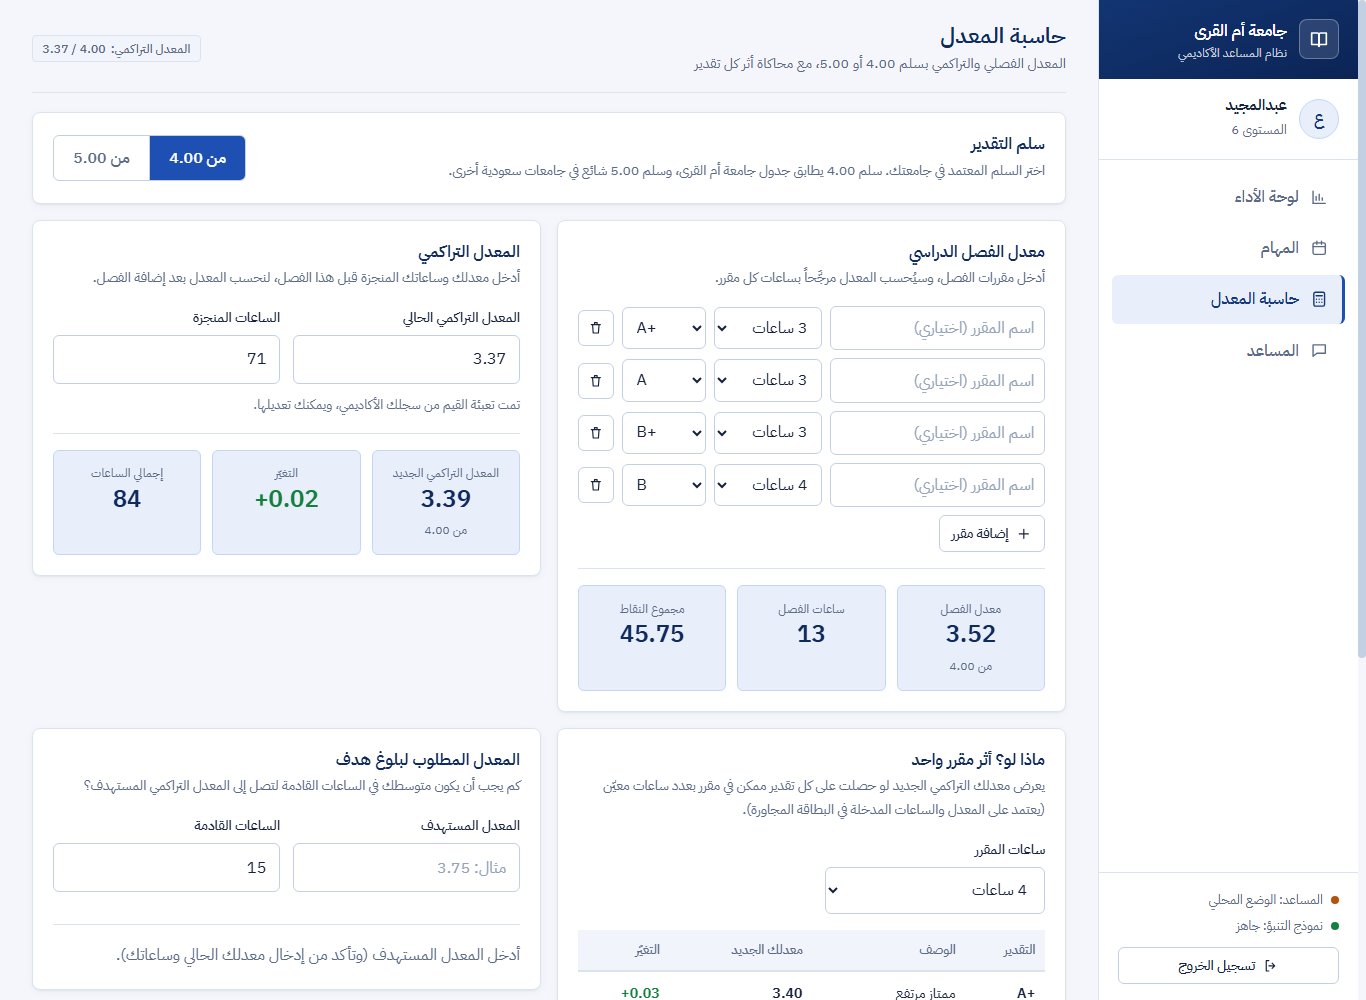 جامعة أم القرى
نظام المساعد الأكاديمي
عبدالمجيد
المستوى 6
ع
لوحة الأداء
المهام
حاسبة المعدل
المساعد
المساعد: الوضع المحلي
نموذج التنبؤ: جاهز
تسجيل الخروج
حاسبة المعدل
المعدل الفصلي والتراكمي بسلم 4.00 أو 5.00، مع محاكاة أثر كل تقدير
المعدل التراكمي: 4.00 / 3.37
سلم التقدير
اختر السلم المعتمد في جامعتك. سلم 4.00 يطابق جدول جامعة أم القرى، وسلم 5.00 شائع في جامعات سعودية أخرى.
من 4.00
من 5.00
معدل الفصل الدراسي
أدخل مقررات الفصل، وسيُحسب المعدل مرجَّحاً بساعات كل مقرر.
اسم المقرر (اختياري) 3 ساعات A+
اسم المقرر (اختياري) 3 ساعات A
اسم المقرر (اختياري) 3 ساعات B+
اسم المقرر (اختياري) 4 ساعات B
إضافة مقرر
معدل الفصل
3.52
من 4.00
ساعات الفصل
13
مجموع النقاط
45.75
المعدل التراكمي
أدخل معدلك وساعاتك المنجزة قبل هذا الفصل، لنحسب المعدل بعد إضافة الفصل.
المعدل التراكمي الحالي
3.37
الساعات المنجزة
71
تمت تعبئة القيم من سجلك الأكاديمي، ويمكنك تعديلها.
المعدل التراكمي الجديد
3.39
من 4.00
التغيّر
+0.02
إجمالي الساعات
84
ماذا لو؟ أثر مقرر واحد
يعرض معدلك التراكمي الجديد لو حصلت على كل تقدير ممكن في مقرر بعدد ساعات معيّن
(يعتمد على المعدل والساعات المدخلة في البطاقة المجاورة).
ساعات المقرر
4 ساعات
التقدير الوصف معدلك الجديد التغيّر
A+ ممتاز مرتفع 3.40 +0.03
المعدل المطلوب لبلوغ هدف
كم يجب أن يكون متوسطك في الساعات القادمة لتصل إلى المعدل التراكمي المستهدف؟
المعدل المستهدف
مثال: 3.75
الساعات القادمة
15
أدخل المعدل المستهدف (وتأكد من إدخال معدلك الحالي وساعاتك).